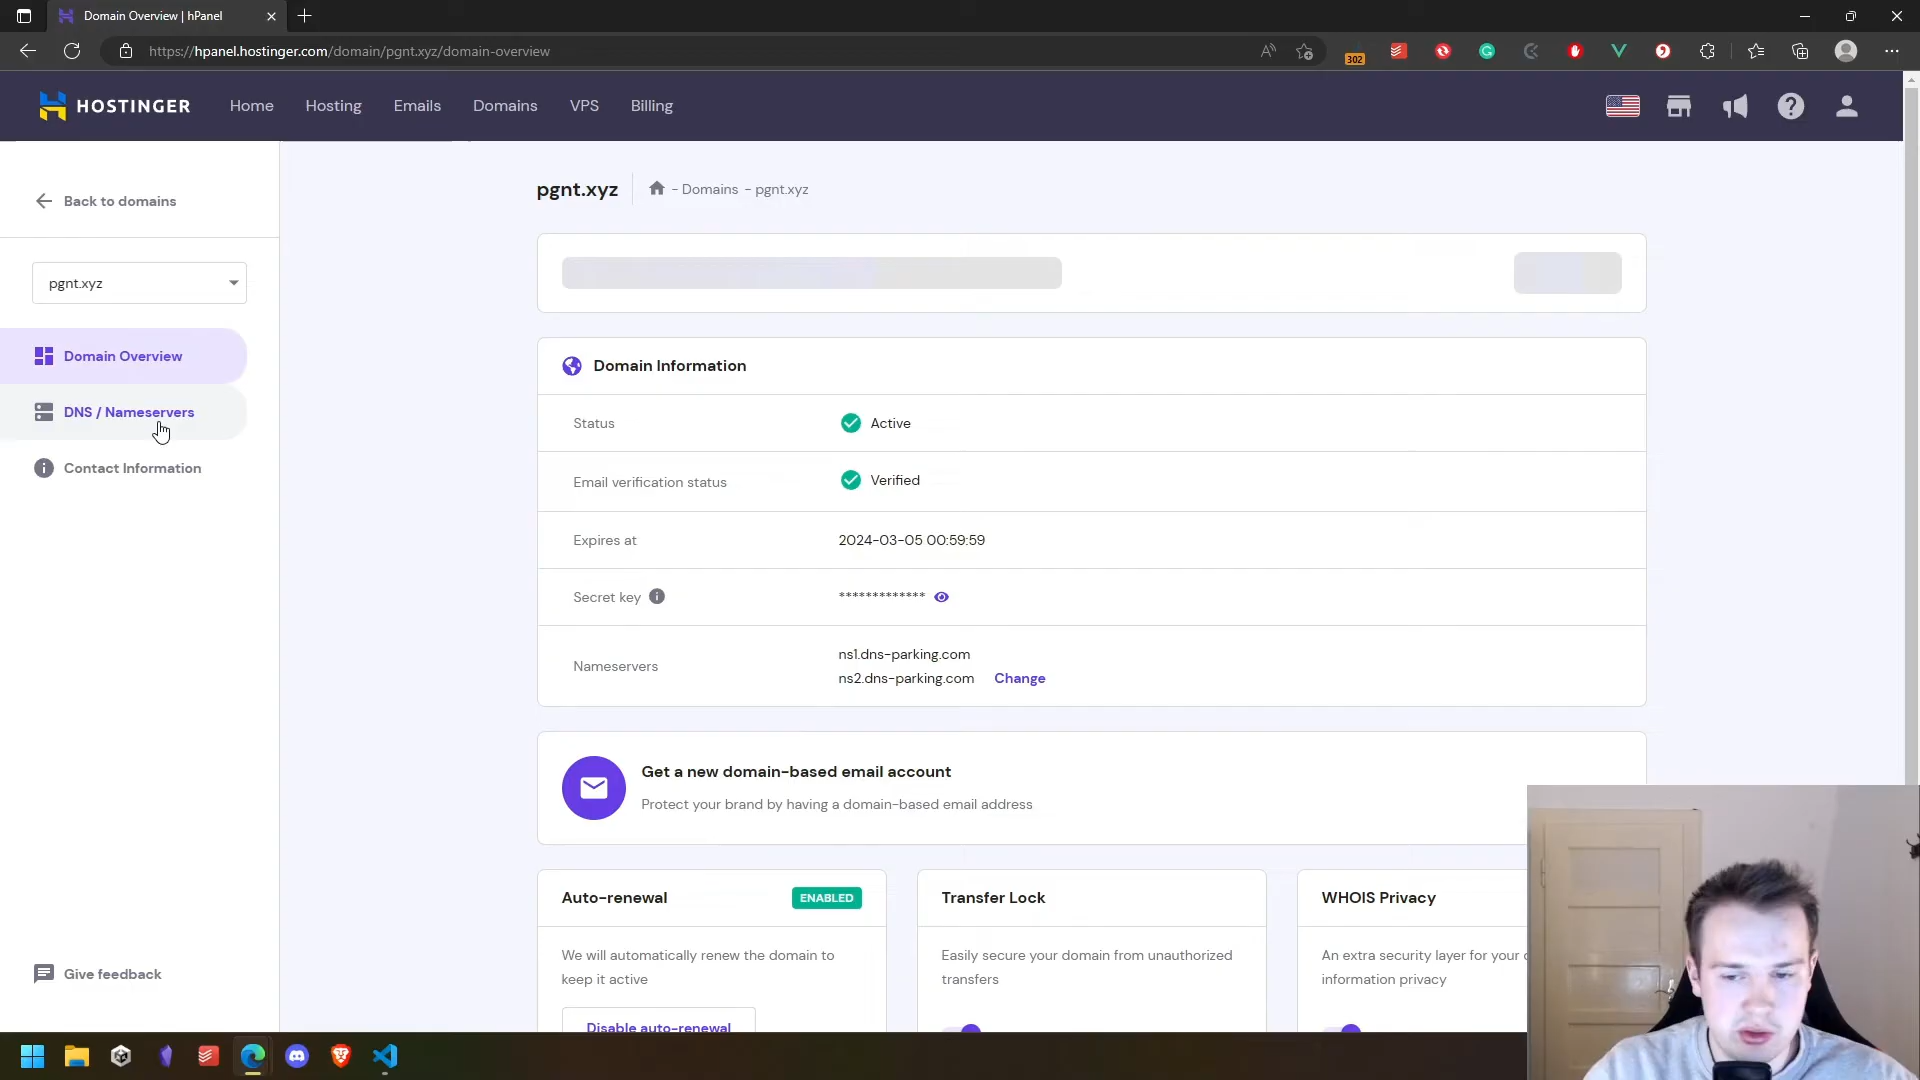 Domain Overview | hPanel
https://hpanel.hostinger.com/domain/pgnt.xyz/domain-overview
302
HOSTINGER
Home
Hosting
Emails
Domains
VPS
Billing
Back to domains
pgnt.xyz
Domain Overview
DNS / Nameservers
Contact Information
Give feedback
pgnt.xyz
- Domains - pgnt.xyz
Domain Information
Status
Active
Email verification status
Verified
Expires at
2024-03-05 00:59:59
Secret key
*************
Nameservers
ns1.dns-parking.com
ns2.dns-parking.com
Change
Get a new domain-based email account
Protect your brand by having a domain-based email address
Auto-renewal
ENABLED
We will automatically renew the domain to
keep it active
Disable auto-renewal
Transfer Lock
Easily secure your domain from unauthorized
transfers
WHOIS Privacy
An extra security layer for your
information privacy